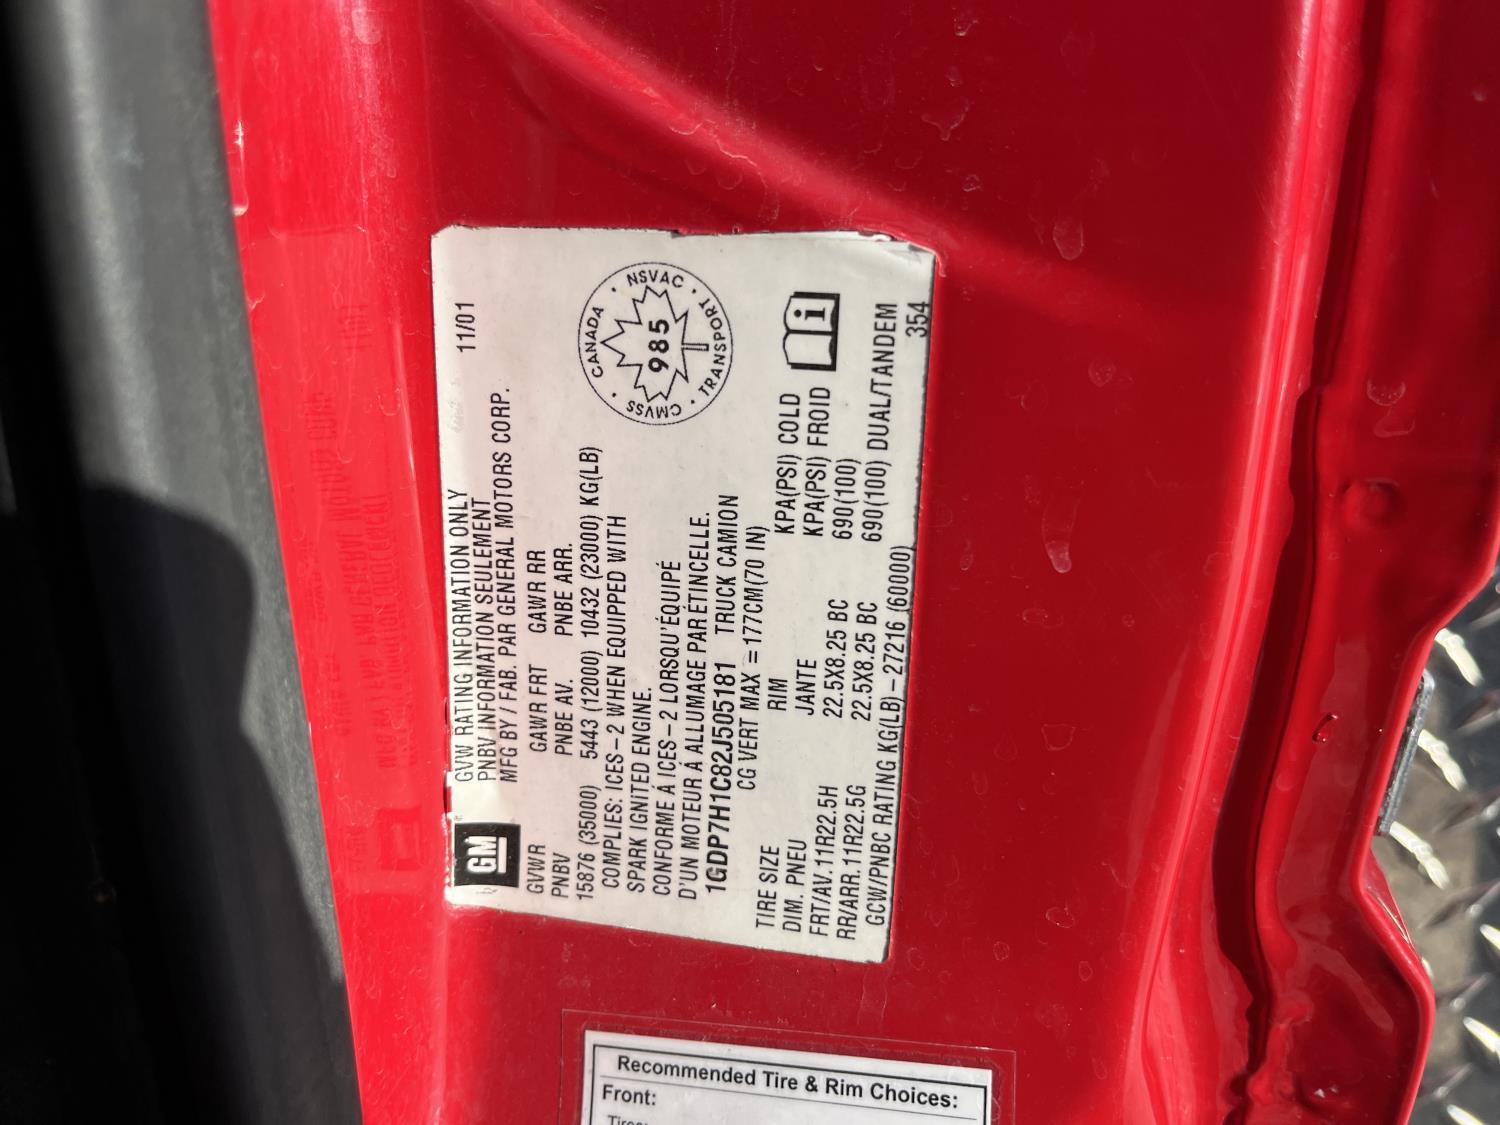 GM
GVW RATING INFORMATION ONLY 11/01
PNBV INFORMATION SEULEMENT
MFG BY / FAB. PAR GENERAL MOTORS CORP.
GVWR GAWR FRT GAWR RR
PNBV PNBE AV. PNBE ARR.
15876 (35000) 5443 (12000) 10432 (23000) KG(LB)
COMPLIES: ICES-2 WHEN EQUIPPED WITH
SPARK IGNITED ENGINE.
CONFORME À ICES-2 LORSQU'ÉQUIPÉ
D'UN MOTEUR À ALLUMAGE PAR ÉTINCELLE.
1GDP7H1C82J505181 TRUCK CAMION
CG VERT MAX = 177CM(70 IN)
TIRE SIZE RIM KPA(PSI) COLD
DIM. PNEU JANTE KPA(PSI) FROID
FRT/AV. 11R22.5H 22.5X8.25 BC 690(100)
RR/ARR. 11R22.5G 22.5X8.25 BC 690(100) DUAL/TANDEM
GCW/PNBC RATING KG(LB) - 27216 (60000) 354
CANADA · NSVAC · TRANSPORT · CMVSS ·
985
i
Recommended Tire & Rim Choices:
Front: